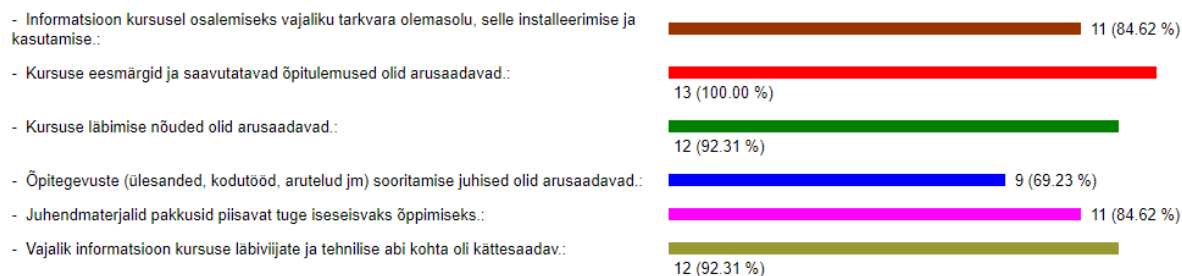 - Informatsioon kursusel osalemiseks vajaliku tarkvara olemasolu, selle installeerimise ja
kasutamise.:
11 (84.62 %)
- Kursuse eesmärgid ja saavutatavad õpitulemused olid arusaadavad.:
13 (100.00 %)
- Kursuse läbimise nõuded olid arusaadavad.:
12 (92.31 %)
- Õpitegevuste (ülesanded, kodutööd, arutelud jm) sooritamise juhised olid arusaadavad.:
9 (69.23 %)
- Juhendmaterjalid pakkusid piisavat tuge iseseisvaks õppimiseks.:
11 (84.62 %)
- Vajalik informatsioon kursuse läbiviijate ja tehnilise abi kohta oli kättesaadav.:
12 (92.31 %)